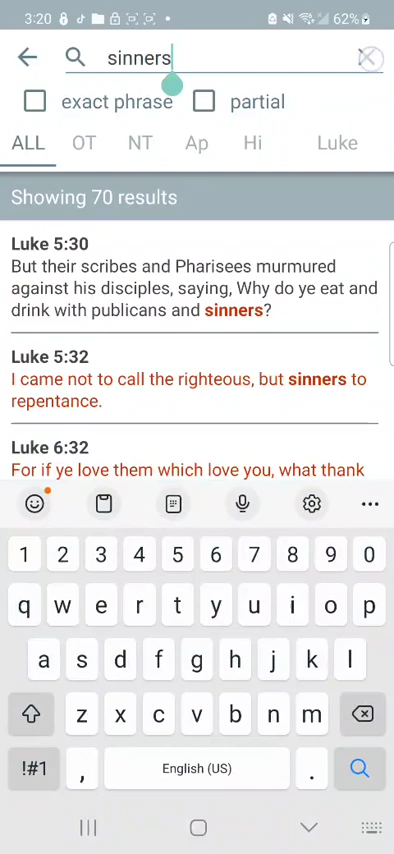 3:20 62%
sinners
exact phrase partial
ALL OT NT Ap Hi Luke
Showing 70 results
Luke 5:30
But their scribes and Pharisees murmured
against his disciples, saying, Why do ye eat and
drink with publicans and sinners?
Luke 5:32
I came not to call the righteous, but sinners to
repentance.
Luke 6:32
For if ye love them which love you, what thank
1 2 3 4 5 6 7 8 9 0
q w e r t y u i o p
a s d f g h j k l
z x c v b n m
!#1 , English (US) .